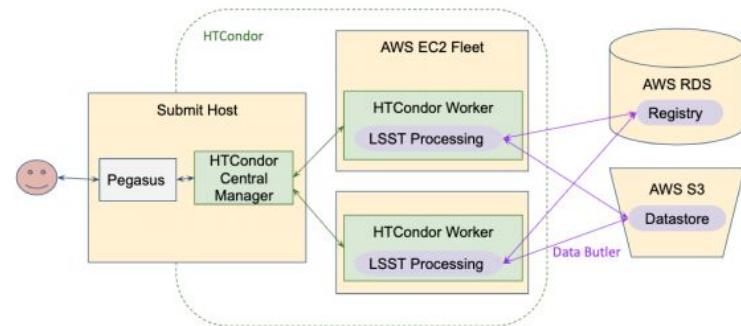 HTCondor
AWS EC2 Fleet
AWS RDS
Registry
Submit Host
HTCondor Worker
LSST Processing
Pegasus
HTCondor
Central
Manager
AWS S3
Datastore
HTCondor Worker
LSST Processing
Data Butler